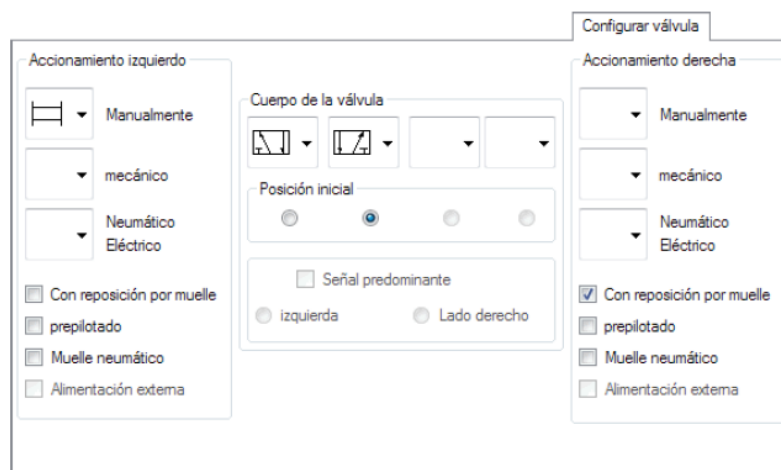 Configurar válvula
Accionamiento izquierdo
Manualmente
mecánico
Neumático
Eléctrico
Con reposición por muelle
prepilotado
Muelle neumático
Alimentación externa
Cuerpo de la válvula
Posición inicial
Señal predominante
izquierda
Lado derecho
Accionamiento derecha
Manualmente
mecánico
Neumático
Eléctrico
Con reposición por muelle
prepilotado
Muelle neumático
Alimentación externa